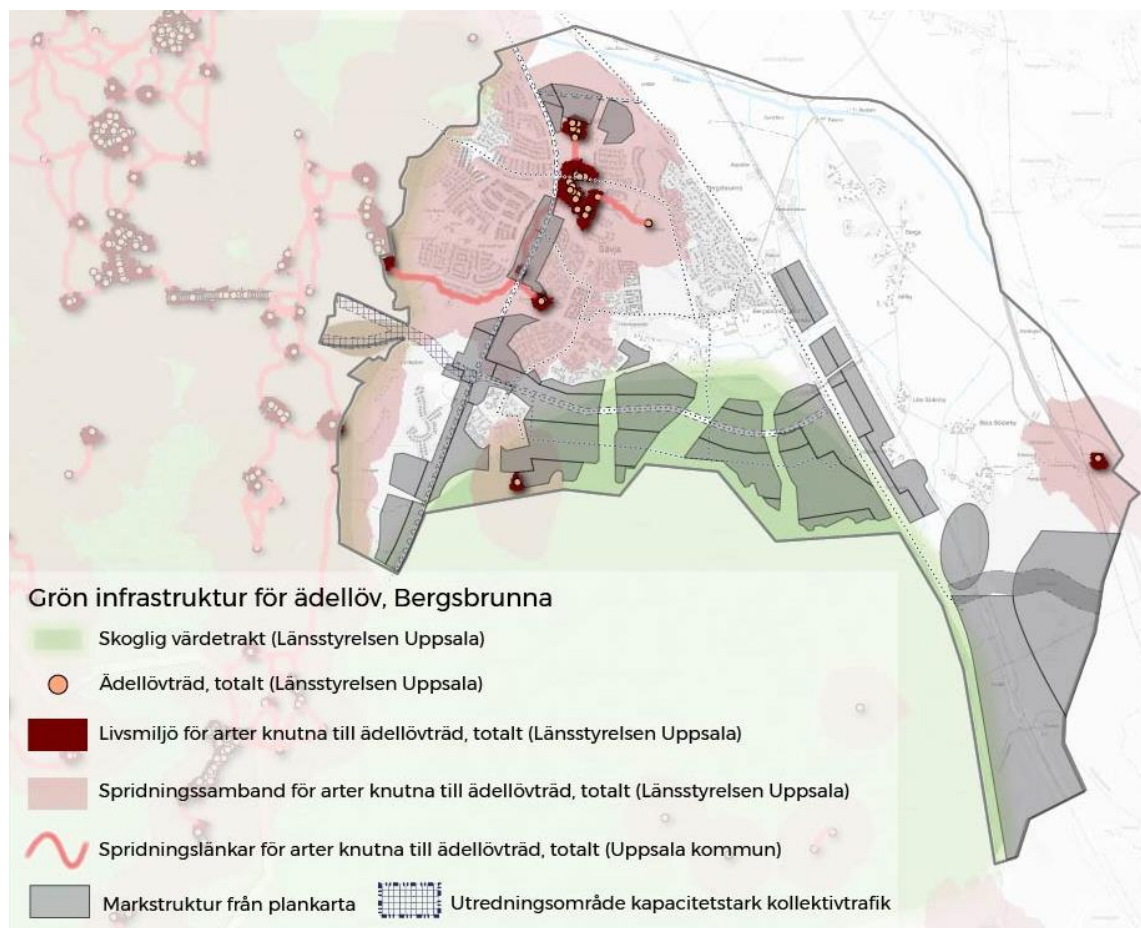 Sävja
Grön infrastruktur för ädellöv, Bergsbrunna
Skoglig värdetrakt (Länsstyrelsen Uppsala)
Ädellövträd, totalt (Länsstyrelsen Uppsala)
Livsmiljö för arter knutna till ädellövträd, totalt (Länsstyrelsen Uppsala)
Spridningssamband för arter knutna till ädellövträd, totalt (Länsstyrelsen Uppsala)
Spridningslänkar för arter knutna till ädellövträd, totalt (Uppsala kommun)
Markstruktur från plankarta
Utredningsområde kapacitetstark kollektivtrafik